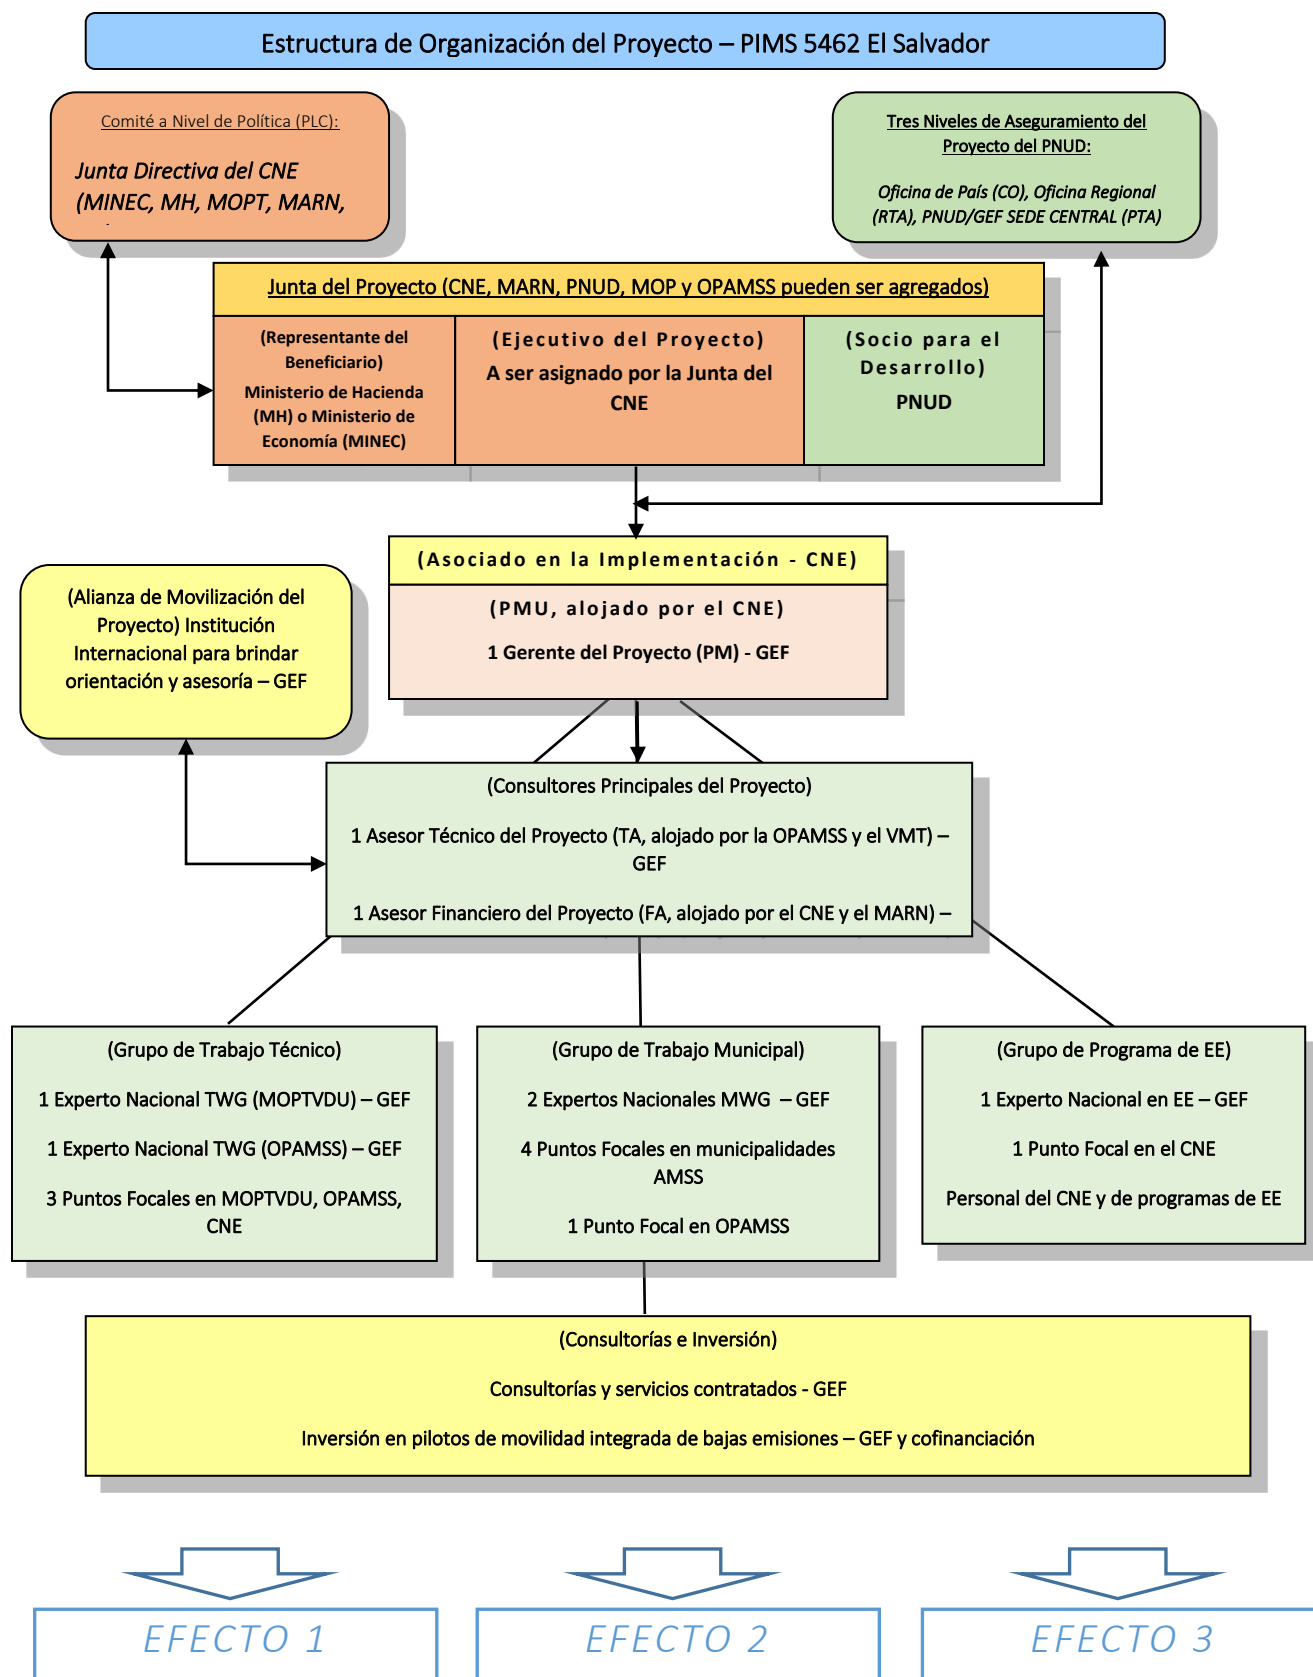 Estructura de Organización del Proyecto – PIMS 5462 El Salvador
Comité a Nivel de Política (PLC):
Junta Directiva del CNE
(MINEC, MH, MOPT, MARN,
Tres Niveles de Aseguramiento del
Proyecto del PNUD:
Oficina de País (CO), Oficina Regional
(RTA), PNUD/GEF SEDE CENTRAL (PTA)
Junta del Proyecto (CNE, MARN, PNUD, MOP y OPAMSS pueden ser agregados)
(Representante del
Beneficiario)
Ministerio de Hacienda
(MH) o Ministerio de
Economía (MINEC)
(Ejecutivo del Proyecto)
A ser asignado por la Junta del
CNE
(Socio para el
Desarrollo)
PNUD
(Asociado en la Implementación - CNE)
(PMU, alojado por el CNE)
1 Gerente del Proyecto (PM) - GEF
(Alianza de Movilización del
Proyecto) Institución
Internacional para brindar
orientación y asesoría – GEF
(Consultores Principales del Proyecto)
1 Asesor Técnico del Proyecto (TA, alojado por la OPAMSS y el VMT) –
GEF
1 Asesor Financiero del Proyecto (FA, alojado por el CNE y el MARN) –
(Grupo de Trabajo Técnico)
1 Experto Nacional TWG (MOPTVDU) – GEF
1 Experto Nacional TWG (OPAMSS) – GEF
3 Puntos Focales en MOPTVDU, OPAMSS,
CNE
(Grupo de Trabajo Municipal)
2 Expertos Nacionales MWG – GEF
4 Puntos Focales en municipalidades
AMSS
1 Punto Focal en OPAMSS
(Grupo de Programa de EE)
1 Experto Nacional en EE – GEF
1 Punto Focal en el CNE
Personal del CNE y de programas de EE
(Consultorías e Inversión)
Consultorías y servicios contratados - GEF
Inversión en pilotos de movilidad integrada de bajas emisiones – GEF y cofinanciación
EFECTO 1
EFECTO 2
EFECTO 3